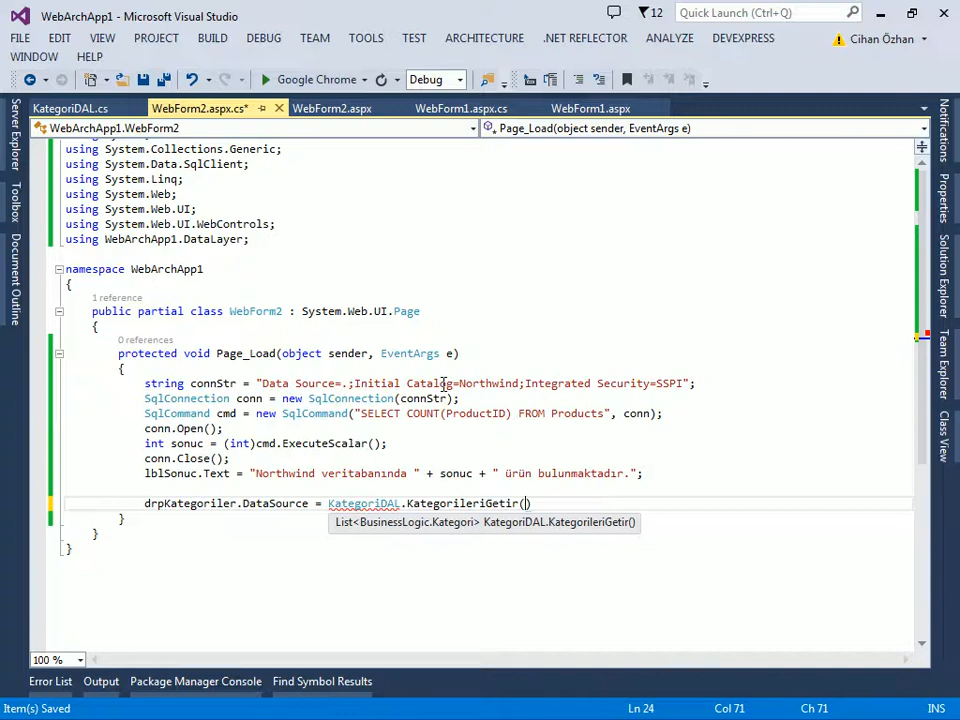 WebArchApp1 - Microsoft Visual Studio
12
Quick Launch (Ctrl+Q)
FILE EDIT VIEW PROJECT BUILD DEBUG TEAM TOOLS TEST ARCHITECTURE .NET REFLECTOR ANALYZE DEVEXPRESS
Cihan Özhan
WINDOW HELP
Google Chrome
Debug
KategoriDAL.cs WebForm2.aspx.cs* WebForm2.aspx WebForm1.aspx.cs WebForm1.aspx
WebArchApp1.WebForm2
Page_Load(object sender, EventArgs e)
Server Explorer
Toolbox
Document Outline
using System.Collections.Generic;
using System.Data.SqlClient;
using System.Linq;
using System.Web;
using System.Web.UI;
using System.Web.UI.WebControls;
using WebArchApp1.DataLayer;
namespace WebArchApp1
{
1 reference
public partial class WebForm2 : System.Web.UI.Page
{
0 references
protected void Page_Load(object sender, EventArgs e)
{
string connStr = "Data Source=.;Initial Catalog=Northwind;Integrated Security=SSPI";
SqlConnection conn = new SqlConnection(connStr);
SqlCommand cmd = new SqlCommand("SELECT COUNT(ProductID) FROM Products", conn);
conn.Open();
int sonuc = (int)cmd.ExecuteScalar();
conn.Close();
lblSonuc.Text = "Northwind veritabanında " + sonuc + " ürün bulunmaktadır.";
drpKategoriler.DataSource = KategoriDAL.KategorileriGetir()
List<BusinessLogic.Kategori> KategoriDAL.KategorileriGetir()
}
}
}
Notifications
Properties
Solution Explorer
Team Explorer
Class View
100 %
Error List Output Package Manager Console Find Symbol Results
Item(s) Saved
Ln 24 Col 71 Ch 71 INS